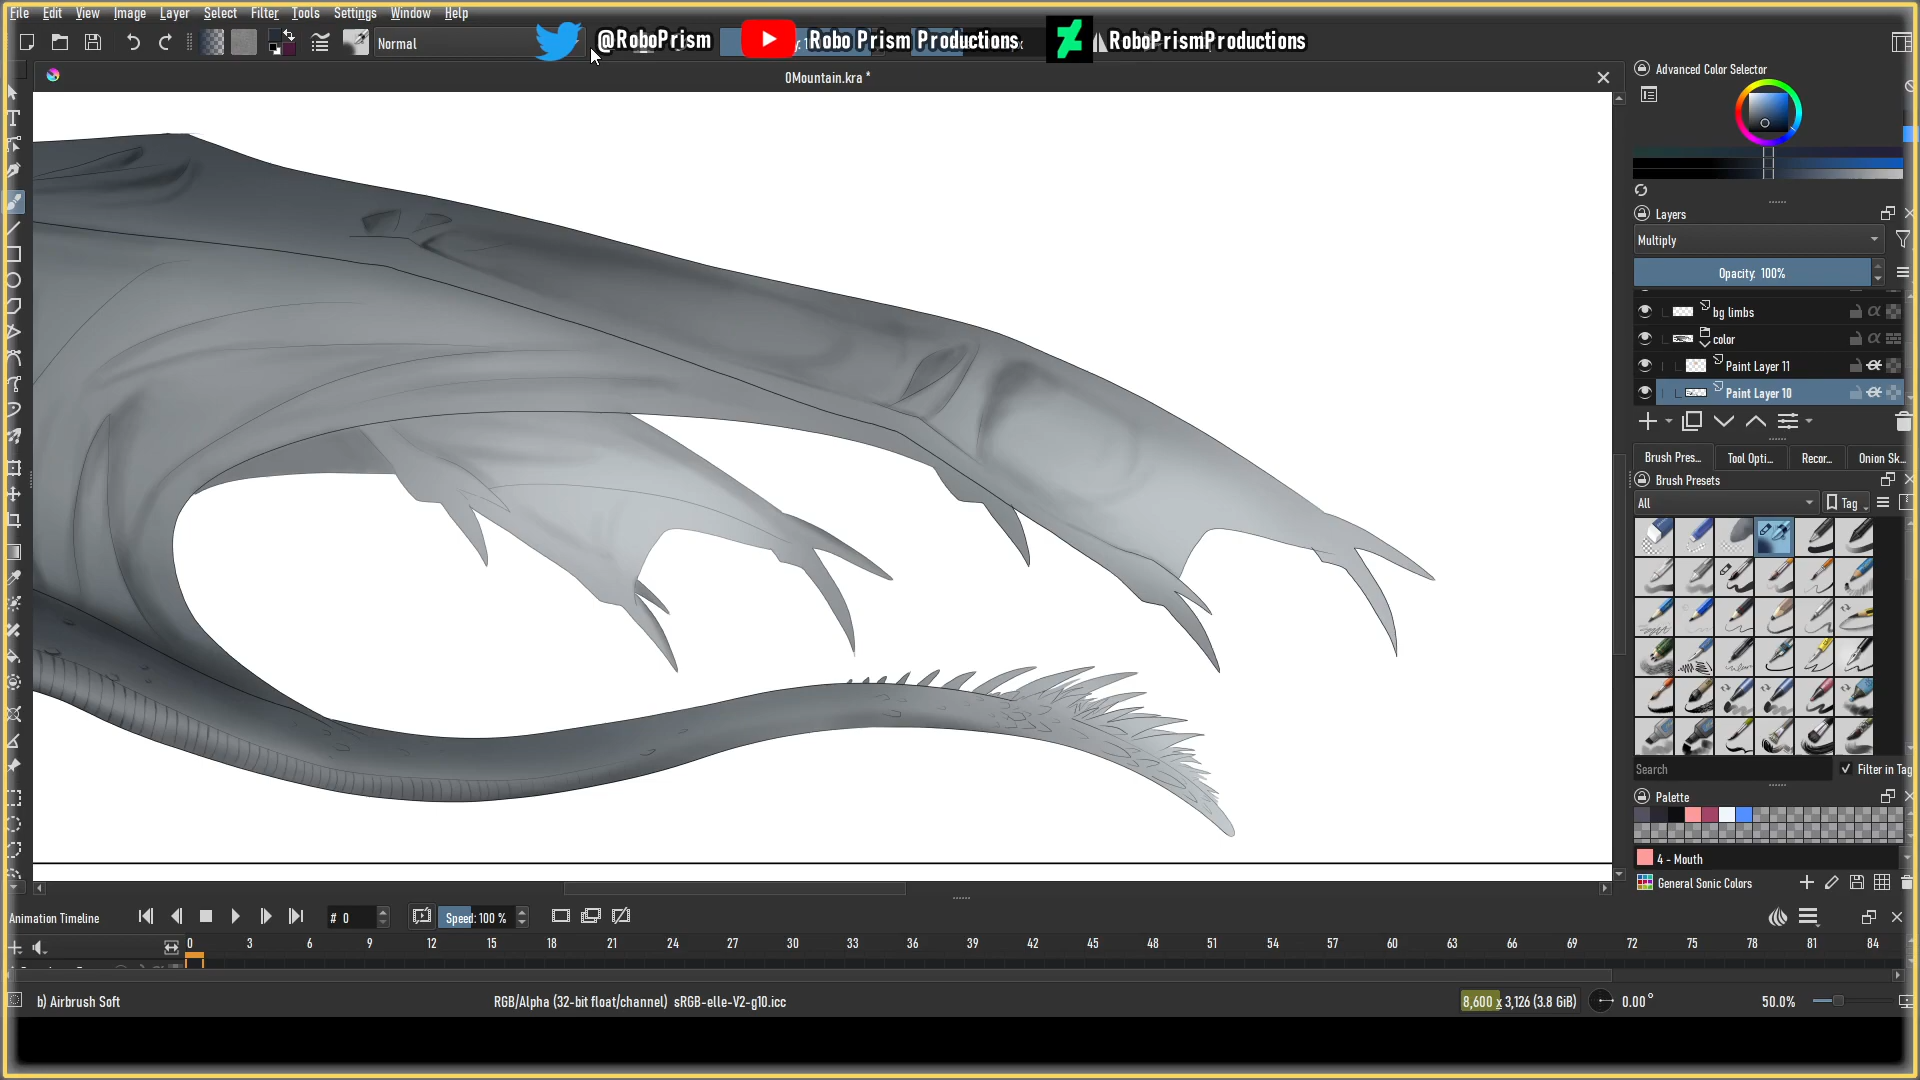 File Edit View Image Layer Select Filter Tools Settings Window Help
Normal
@RoboPrism
Robo Prism Productions
RoboPrismProductions
0Mountain.kra *
Advanced Color Selector
Layers
Multiply
Opacity: 100%
bg limbs
color
Paint Layer 11
Paint Layer 10
Brush Pres... Tool Opti... Recor... Onion Sk...
Brush Presets
All
Tag
Search
Filter in Tag
Palette
4 - Mouth
General Sonic Colors
Animation Timeline
# 0
Speed: 100 %
0 3 6 9 12 15 18 21 24 27 30 33 36 39 42 45 48 51 54 57 60 63 66 69 72 75 78 81 84
b) Airbrush Soft
RGB/Alpha (32-bit float/channel) sRGB-elle-V2-g10.icc
8,600 x 3,126 (3.8 GiB)
0.00°
50.0%